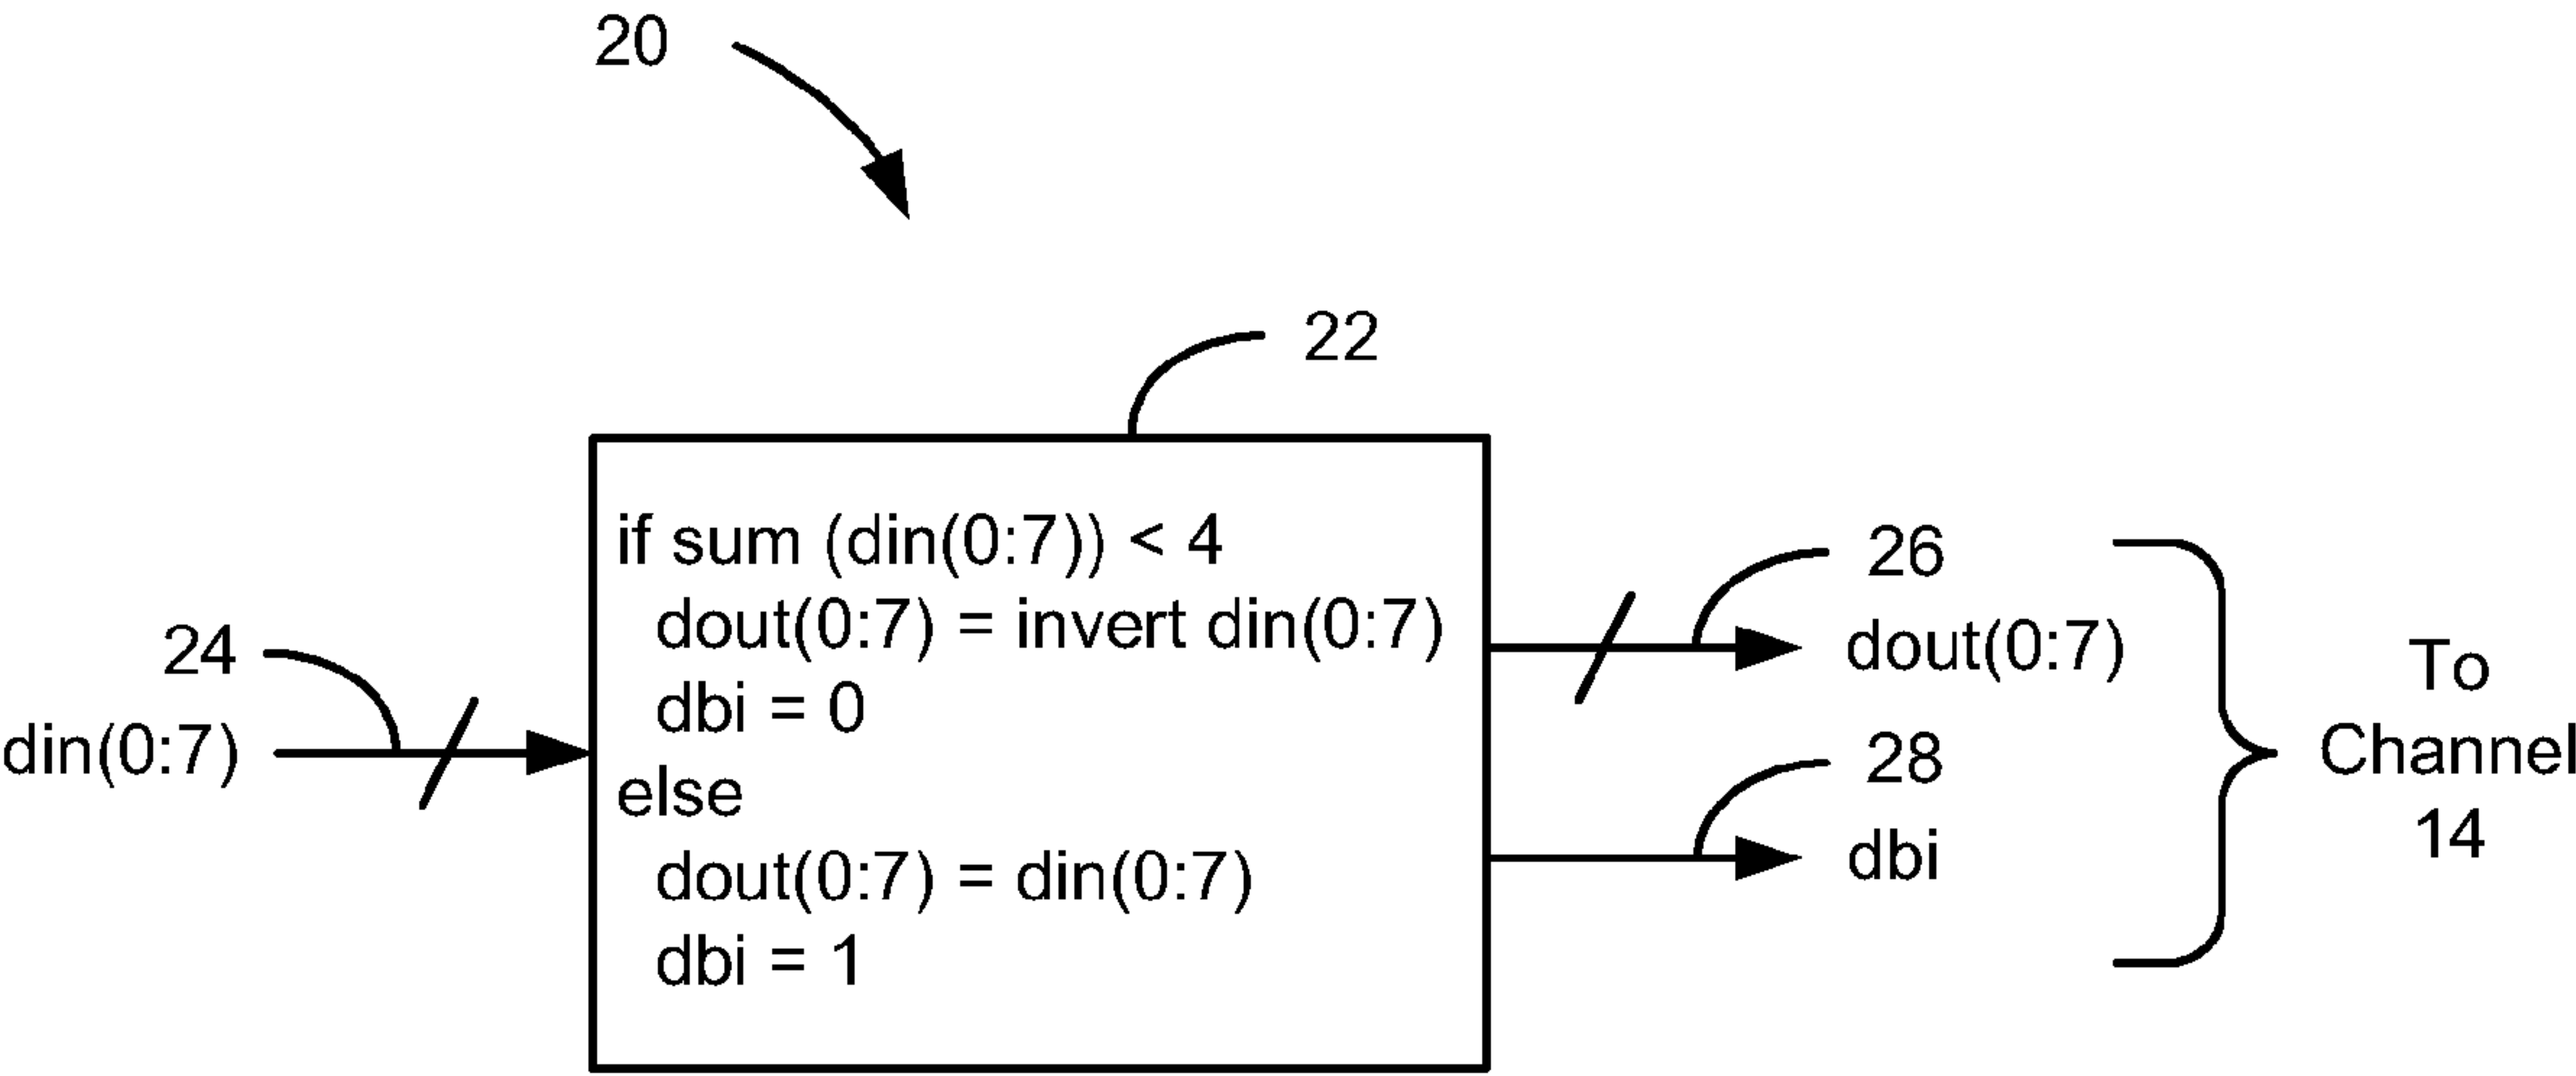 20
22
if sum (din(0:7)) < 4
dout(0:7) = invert din(0:7)
dbi = 0
else
dout(0:7) = din(0:7)
dbi = 1
24
din(0:7)
26
dout(0:7)
28
dbi
To
Channel
14